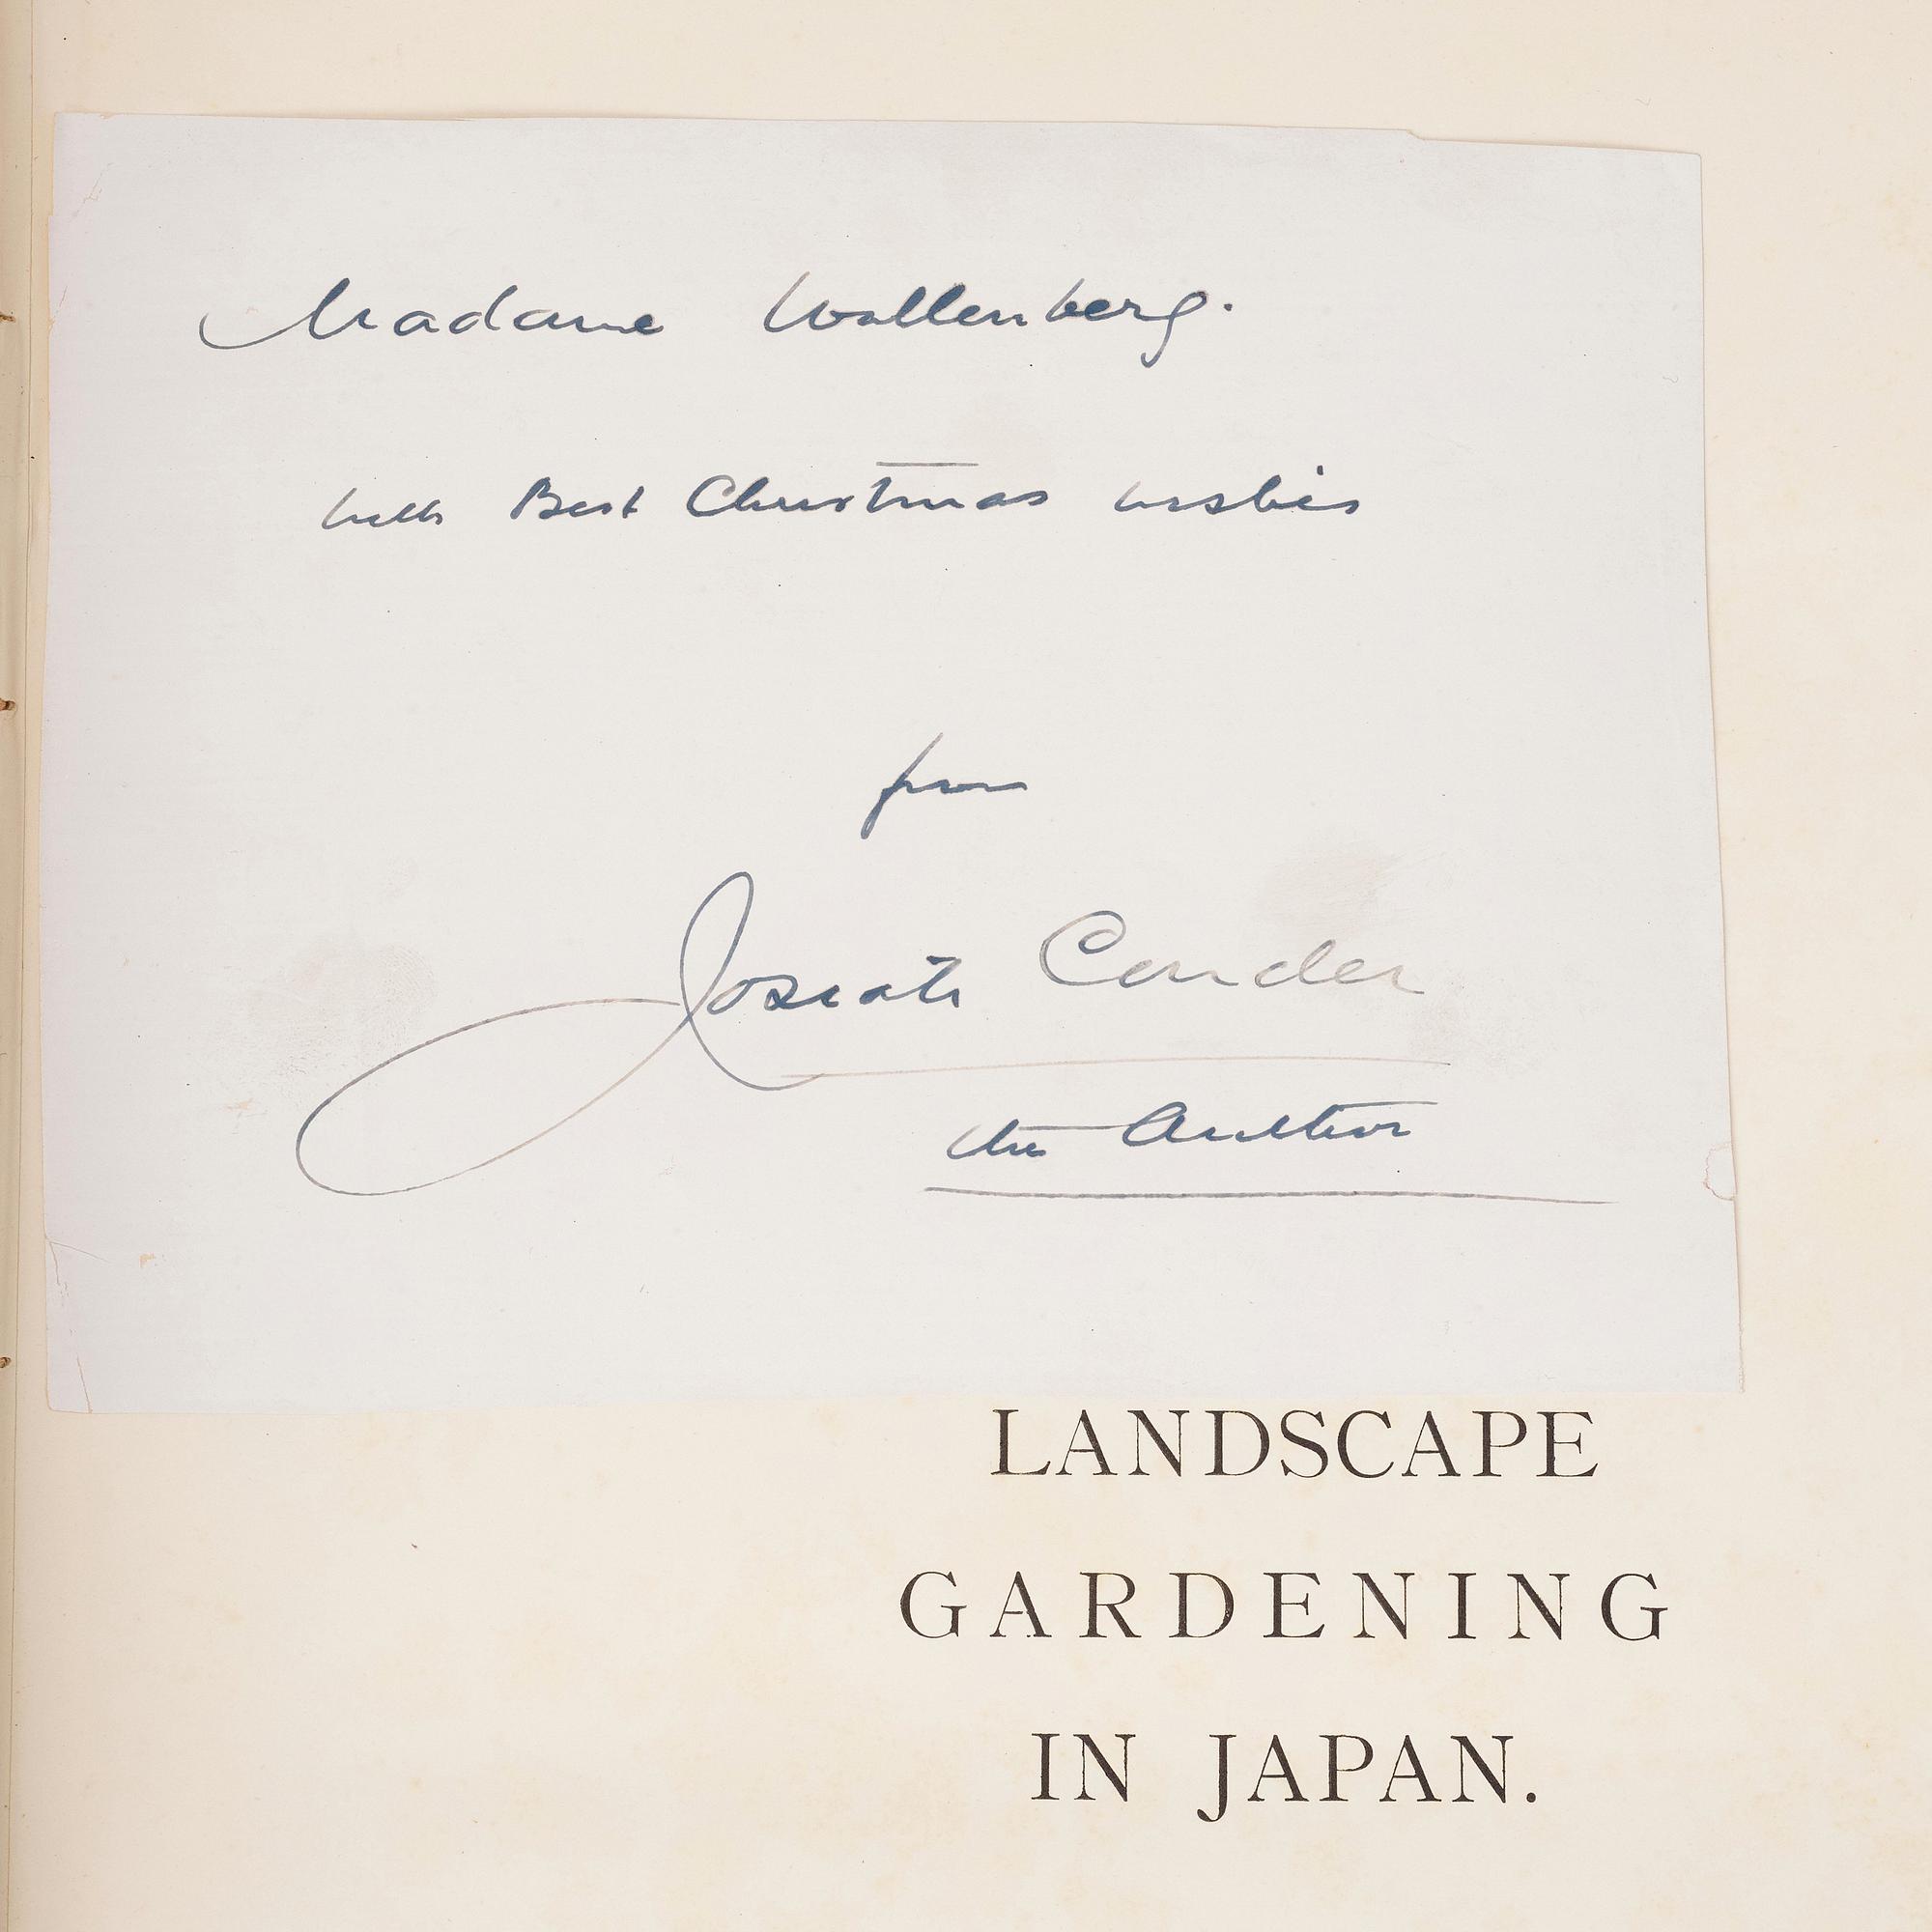 Madame Wallenberg.
with Best Christmas wishes
from
Josiah Conder
the Author
LANDSCAPE
GARDENING
IN JAPAN.